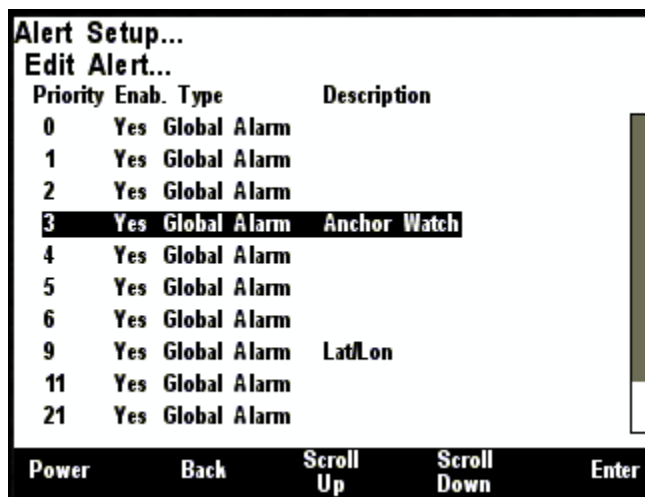 Alert Setup...
Edit Alert...
Priority Enab. Type Description
0 Yes Global Alarm
1 Yes Global Alarm
2 Yes Global Alarm
3 Yes Global Alarm Anchor Watch
4 Yes Global Alarm
5 Yes Global Alarm
6 Yes Global Alarm
9 Yes Global Alarm Lat/Lon
11 Yes Global Alarm
21 Yes Global Alarm
Power Back Scroll Up Scroll Down Enter